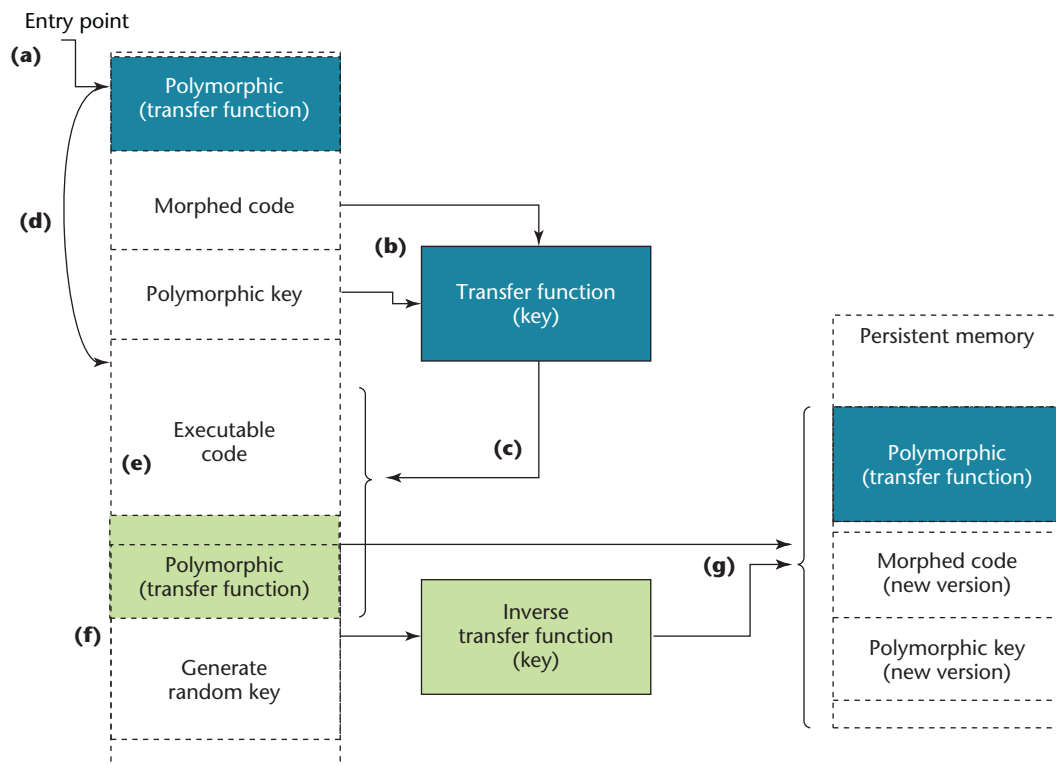 Entry point
(a)
Polymorphic
(transfer function)
(d)
Morphed code
(b)
Polymorphic key
Transfer function
(key)
Persistent memory
Executable
code
(e)
(c)
Polymorphic
(transfer function)
Polymorphic
(transfer function)
(g)
Morphed code
(new version)
Inverse
transfer function
(key)
(f)
Generate
random key
Polymorphic key
(new version)